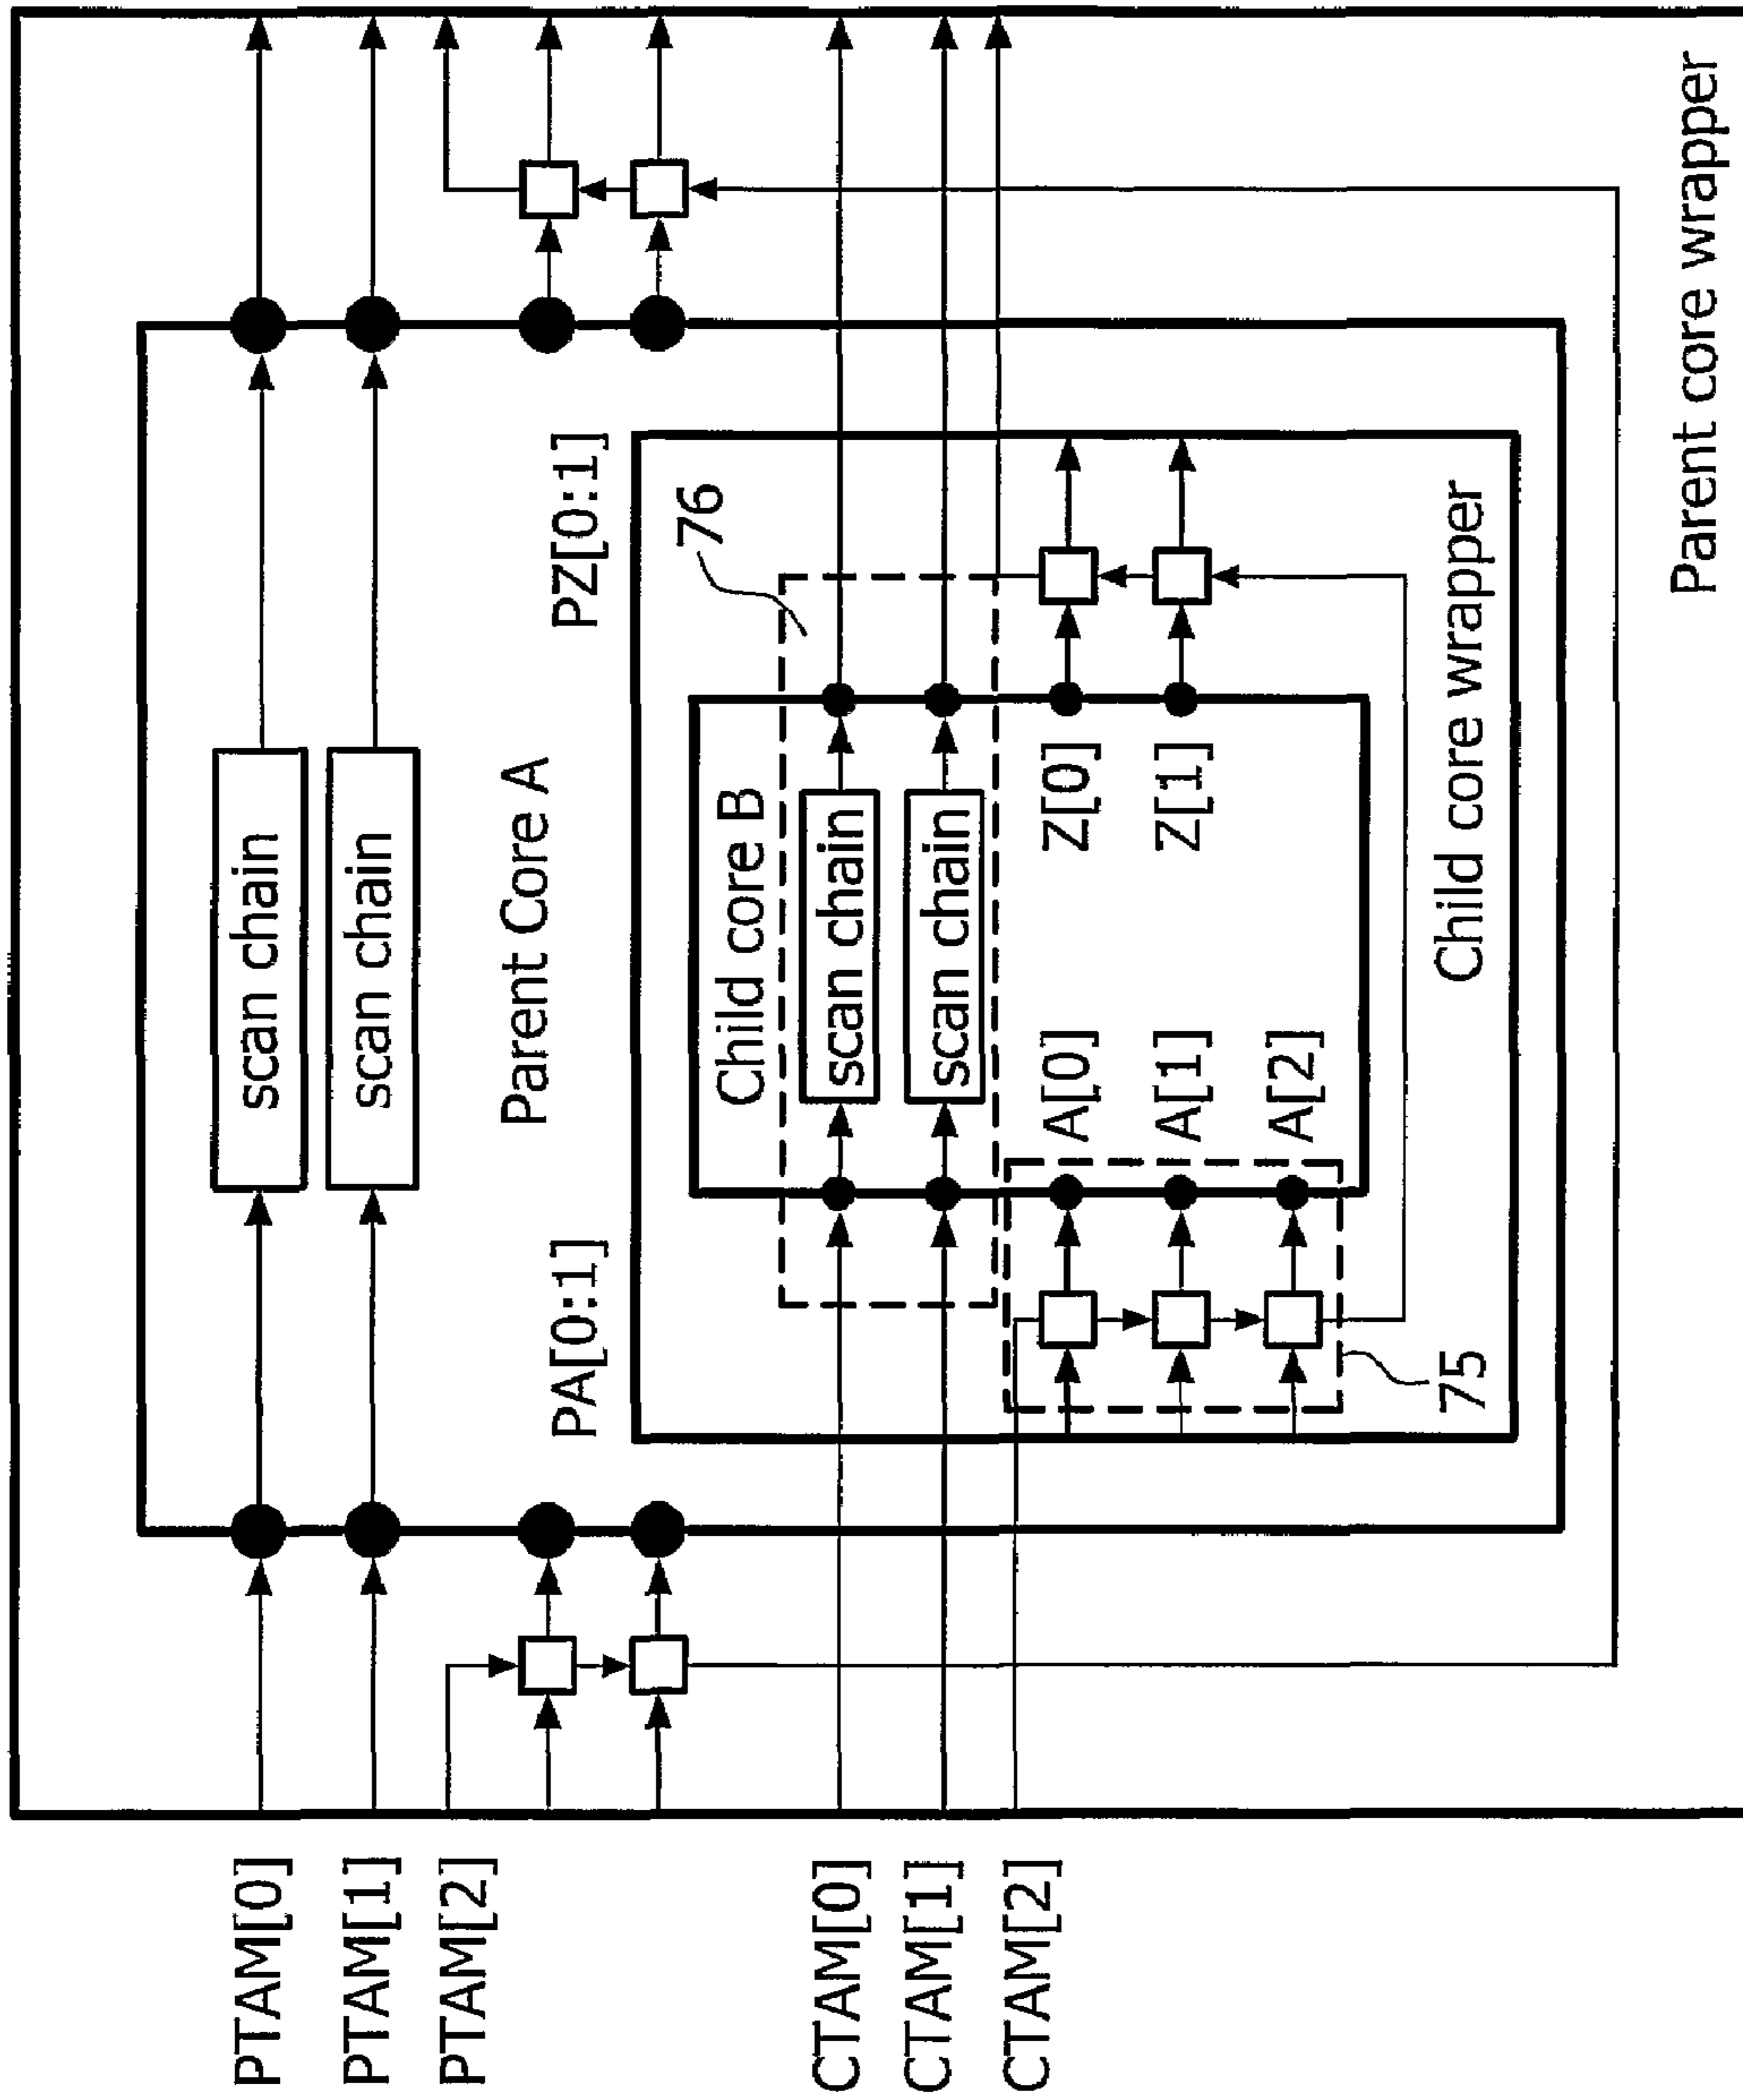 PTAM[0]
PTAM[1]
PTAM[2]
CTAM[0]
CTAM[1]
CTAM[2]
scan chain
scan chain
Parent Core A
PA[0:1]
PZ[0:1]
76
Child core B
scan chain
scan chain
A[0]
Z[0]
A[1]
Z[1]
A[2]
75
Child core wrapper
Parent core wrapper